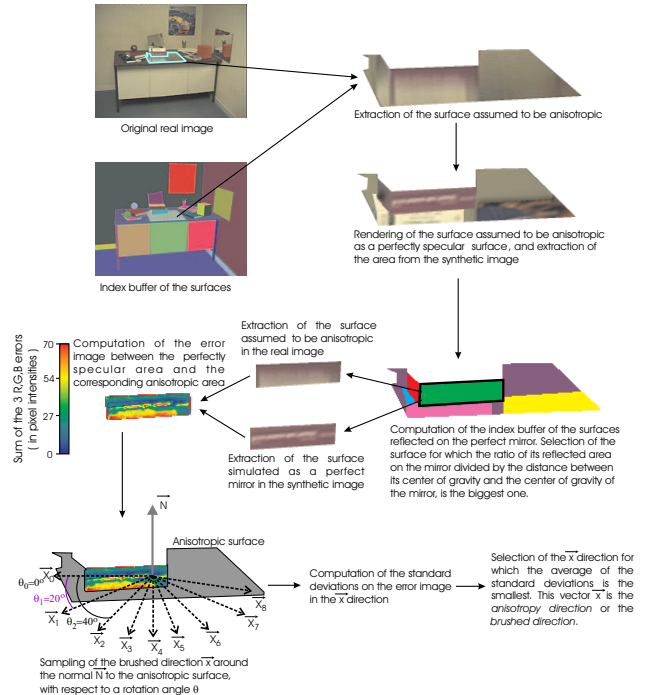 Original real image
Extraction of the surface assumed to be anisotropic
Rendering of the surface assumed to be anisotropic
as a perfectly specular surface, and extraction of
the area from the synthetic image
Index buffer of the surfaces
Sum of the 3 R,G,B errors
( in pixel intensities )
70
54
27
0
Computation of the error
image between the perfectly
specular area and the
corresponding anisotropic area
Extraction of the surface
assumed to be anisotropic
in the real image
Extraction of the surface
simulated as a perfect
mirror in the synthetic image
Computation of the index buffer of the surfaces
reflected on the perfect mirror. Selection of the
surface for which the ratio of its reflected area
on the mirror divided by the distance between
its center of gravity and the center of gravity of
the mirror, is the biggest one.
N
Anisotropic surface
X0
θ0=0°
θ1=20°
θ2=40°
X1
X2
X3
X4
X5
X6
X7
X8
Computation of the standard
deviations on the error image
in the x direction
Selection of the x direction for
which the average of the
standard deviations is the
smallest. This vector x is the
anisotropy direction or the
brushed direction.
Sampling of the brushed direction x around
the normal N to the anisotropic surface,
with respect to a rotation angle θ